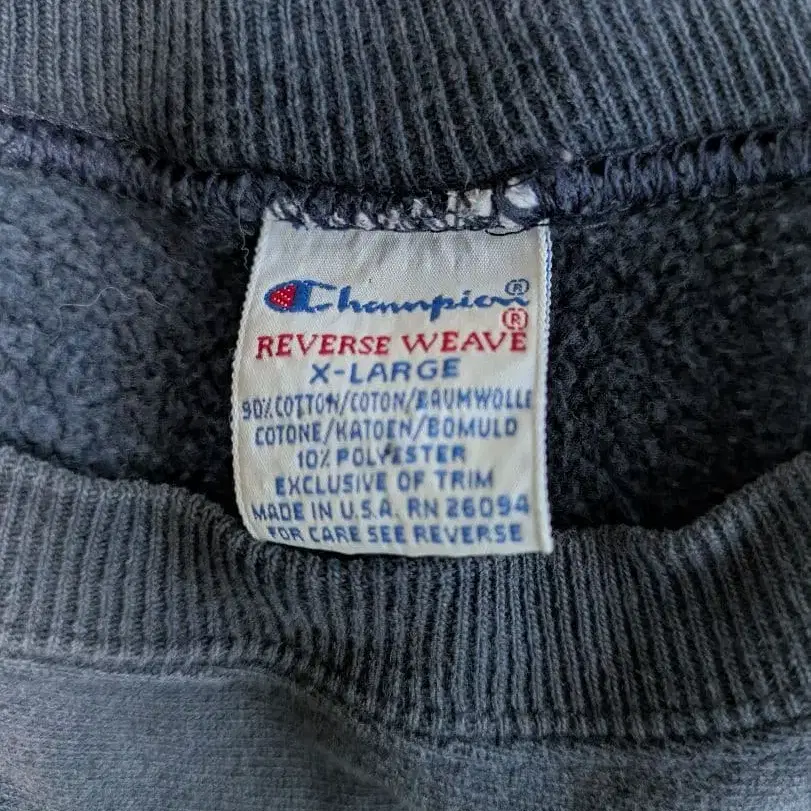 Champion®
REVERSE WEAVE®
X-LARGE
90% COTTON/COTON/BAUMWOLLE
COTONE/KATOEN/BOMULD
10% POLYESTER
EXCLUSIVE OF TRIM
MADE IN U.S.A. RN 26094
FOR CARE SEE REVERSE